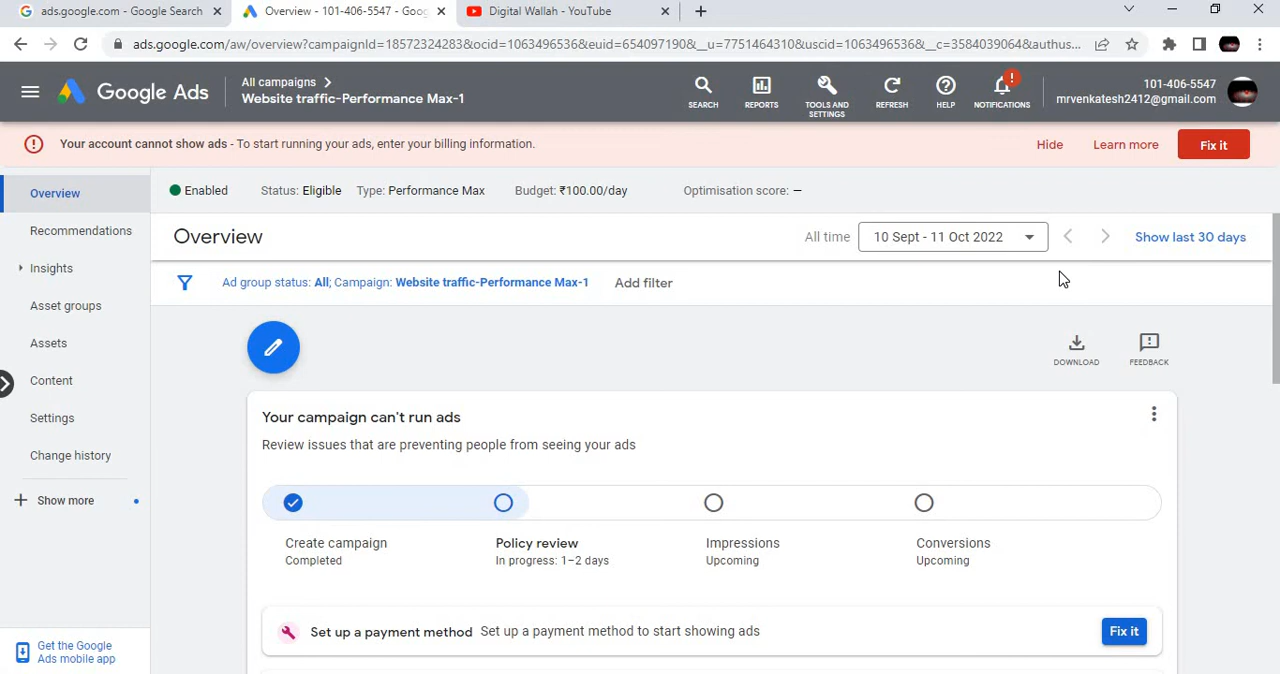 ads.google.com - Google Search
Overview - 101-406-5547 - Goog
Digital Wallah - YouTube
ads.google.com/aw/overview?campaignId=18572334283&ocid=1063496536&euid=654097190&__u=7751464310&uscid=1063496536&__c=3584039064&authus...
Google Ads
All campaigns
Website traffic-Performance Max-1
SEARCH
REPORTS
TOOLS AND
SETTINGS
REFRESH
HELP
NOTIFICATIONS
101-406-5547
mrvenkatesh2412@gmail.com
Your account cannot show ads - To start running your ads, enter your billing information.
Hide
Learn more
Fix it
Overview
Recommendations
Insights
Asset groups
Assets
Content
Settings
Change history
Show more
Get the Google
Ads mobile app
Enabled
Status: Eligible
Type: Performance Max
Budget: ₹100.00/day
Optimisation score: –
Overview
All time
10 Sept - 11 Oct 2022
Show last 30 days
Ad group status: All; Campaign: Website traffic-Performance Max-1
Add filter
DOWNLOAD
FEEDBACK
Your campaign can't run ads
Review issues that are preventing people from seeing your ads
Create campaign
Completed
Policy review
In progress: 1–2 days
Impressions
Upcoming
Conversions
Upcoming
Set up a payment method Set up a payment method to start showing ads
Fix it